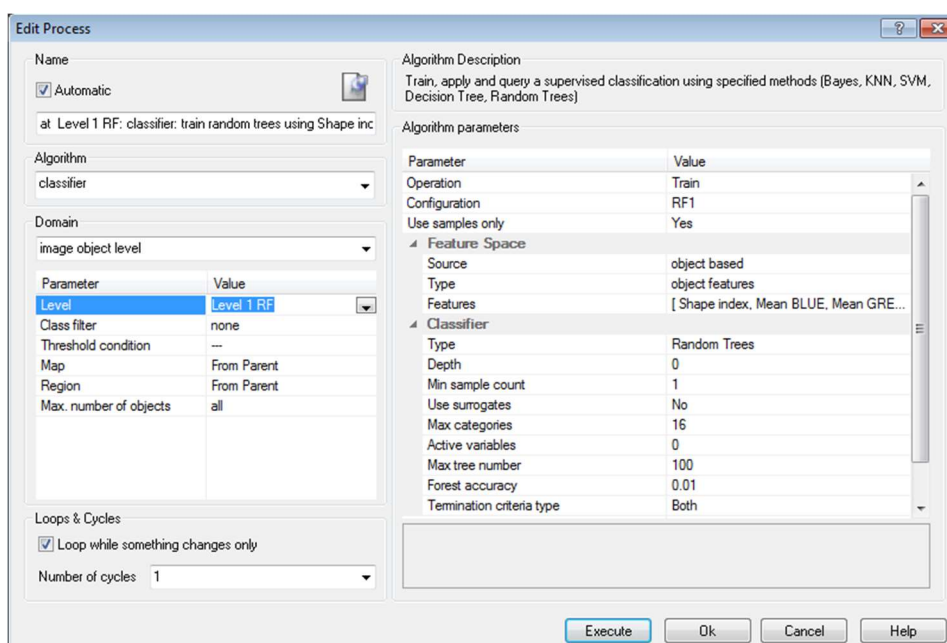 Edit Process
Name
Automatic
at Level 1 RF: classifier: train random trees using Shape inc
Algorithm
classifier
Domain
image object level
Parameter Value
Level Level 1 RF
Class filter none
Threshold condition ---
Map From Parent
Region From Parent
Max. number of objects all
Loops & Cycles
Loop while something changes only
Number of cycles 1
Algorithm Description
Train, apply and query a supervised classification using specified methods (Bayes, KNN, SVM,
Decision Tree, Random Trees)
Algorithm parameters
Parameter Value
Operation Train
Configuration RF1
Use samples only Yes
Feature Space
Source object based
Type object features
Features [ Shape index, Mean BLUE, Mean GRE...
Classifier
Type Random Trees
Depth 0
Min sample count 1
Use surrogates No
Max categories 16
Active variables 0
Max tree number 100
Forest accuracy 0.01
Termination criteria type Both
Execute Ok Cancel Help